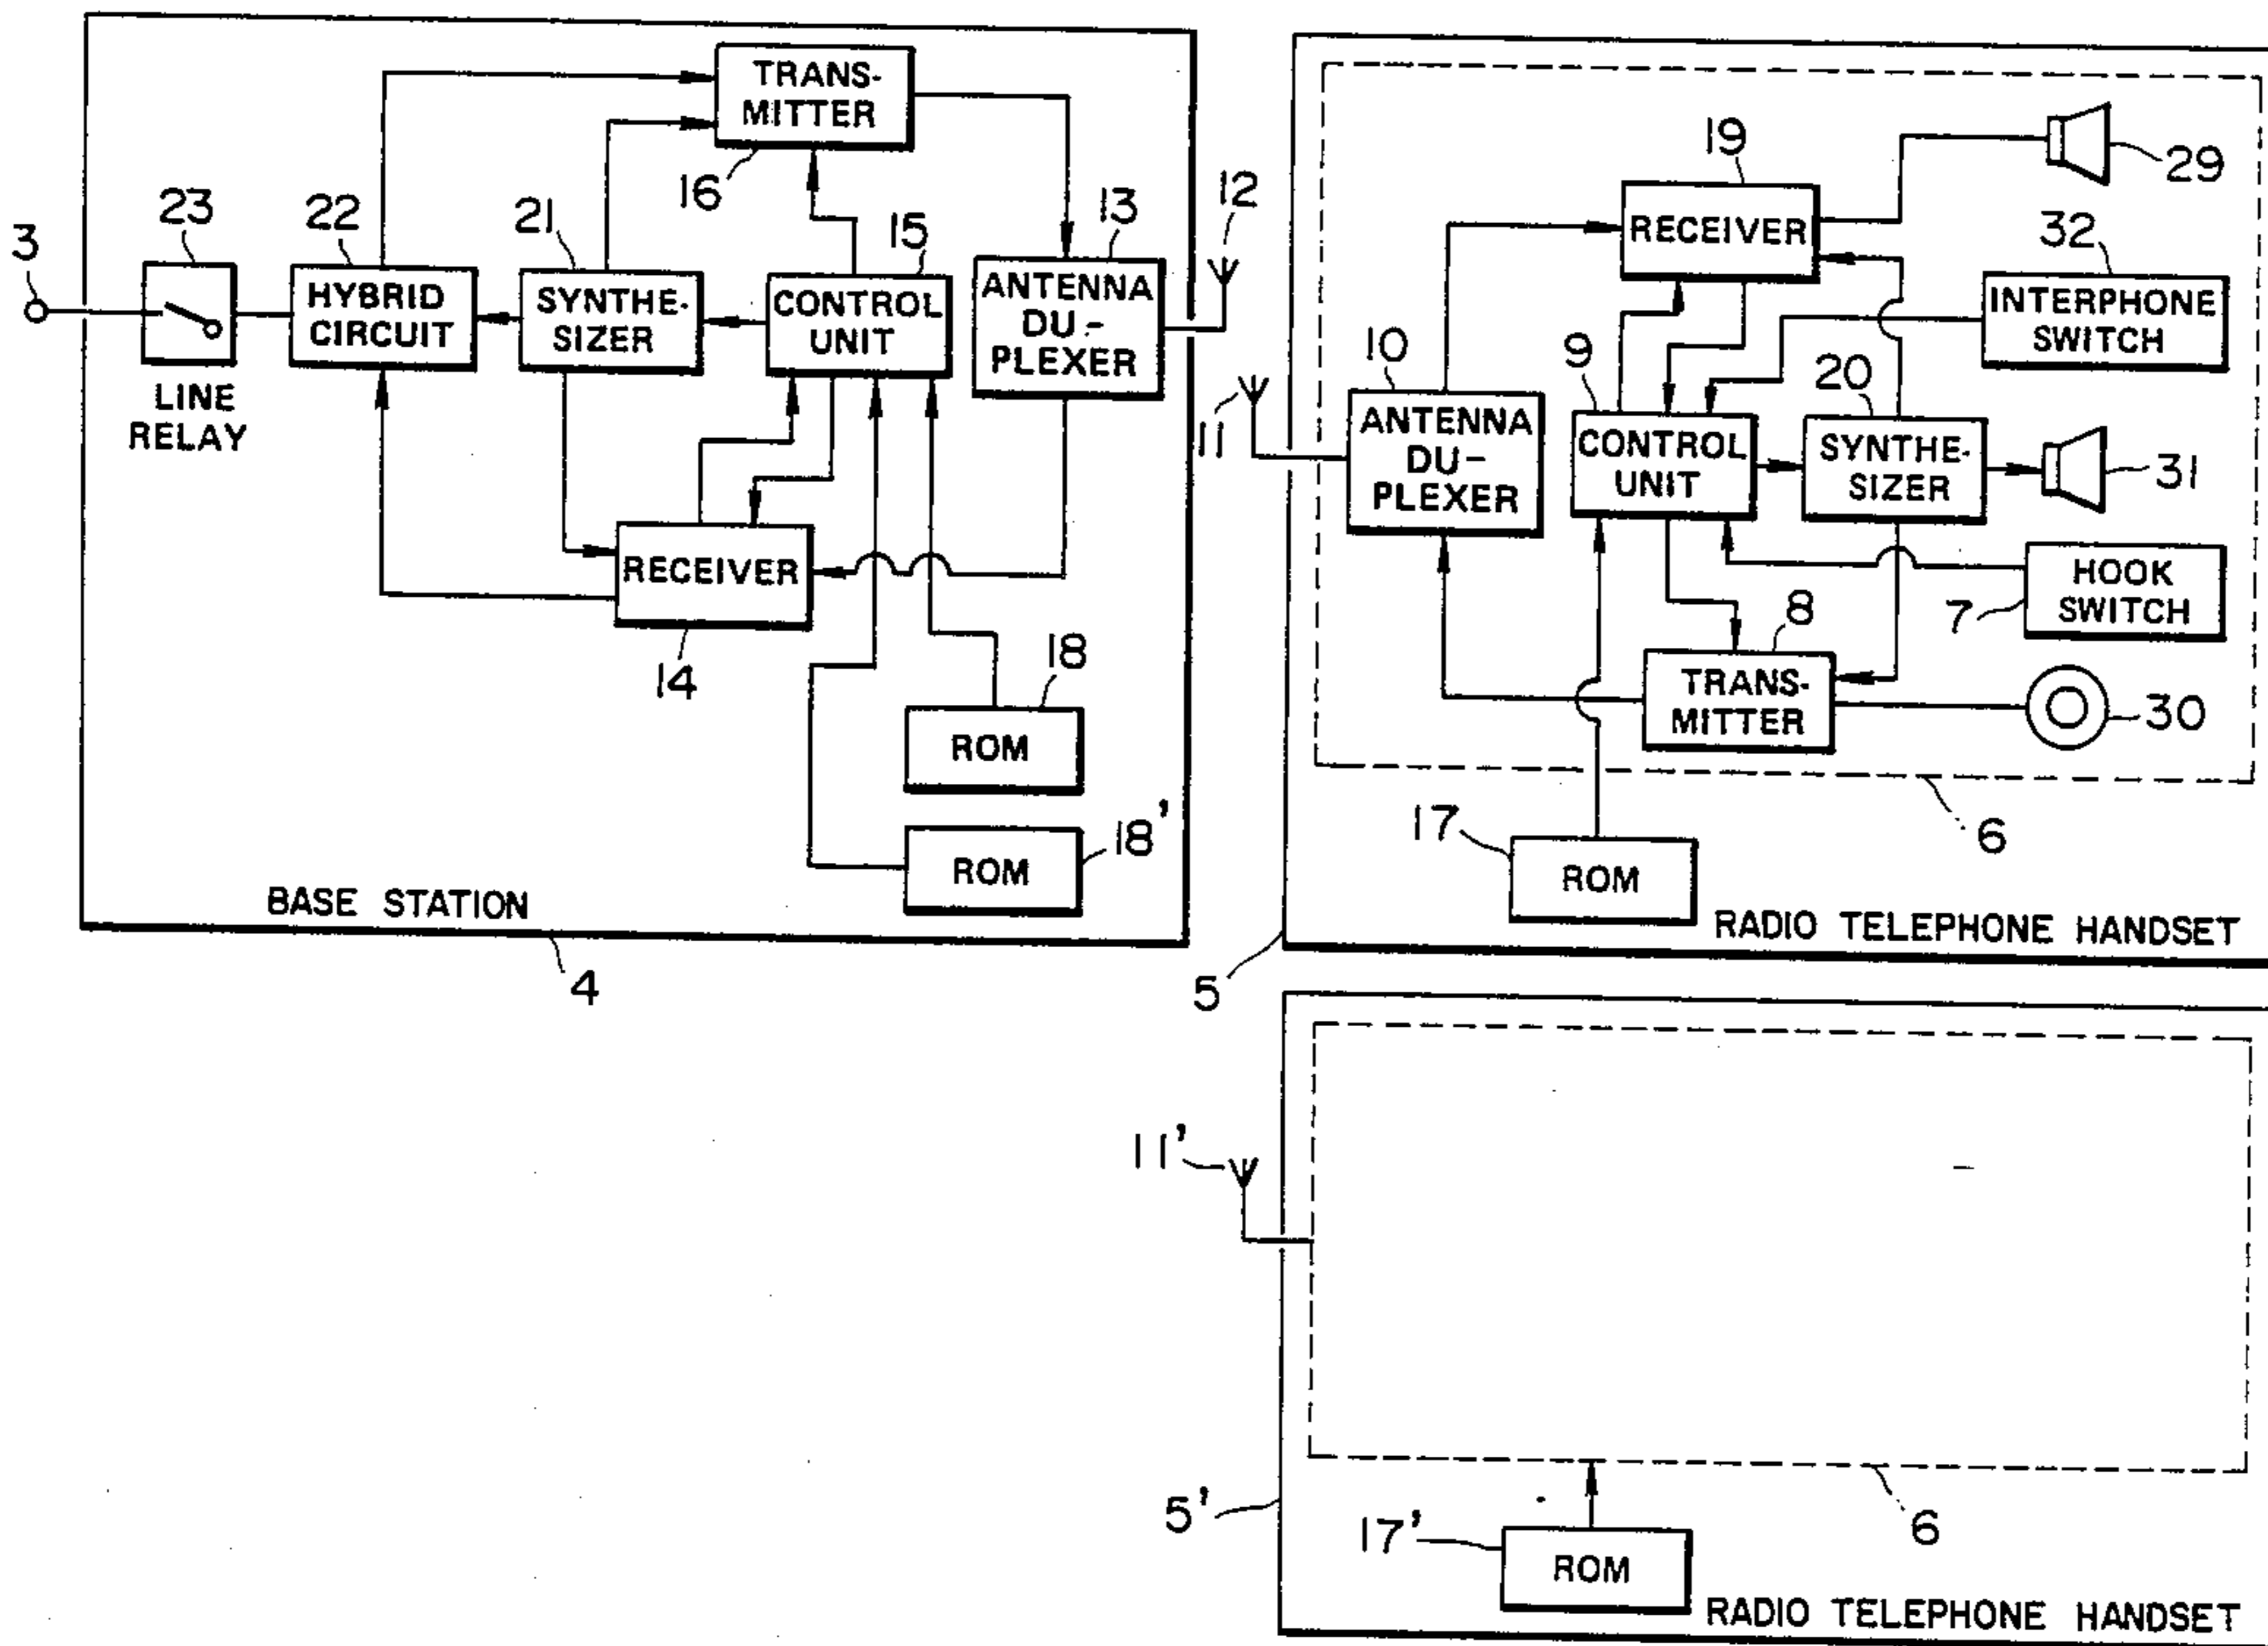 TRANS-
MITTER
16
23
22
21
15
13
12
3
HYBRID
CIRCUIT
SYNTHE-
SIZER
CONTROL
UNIT
ANTENNA
DU-
PLEXER
LINE
RELAY
RECEIVER
14
18
ROM
18'
ROM
BASE STATION
4
19
29
RECEIVER
32
INTERPHONE
SWITCH
10
9
20
11
ANTENNA
DU-
PLEXER
CONTROL
UNIT
SYNTHE-
SIZER
31
HOOK
SWITCH
7
8
TRANS-
MITTER
30
6
17
ROM
RADIO TELEPHONE HANDSET
5
11'
5'
6
17'
ROM
RADIO TELEPHONE HANDSET